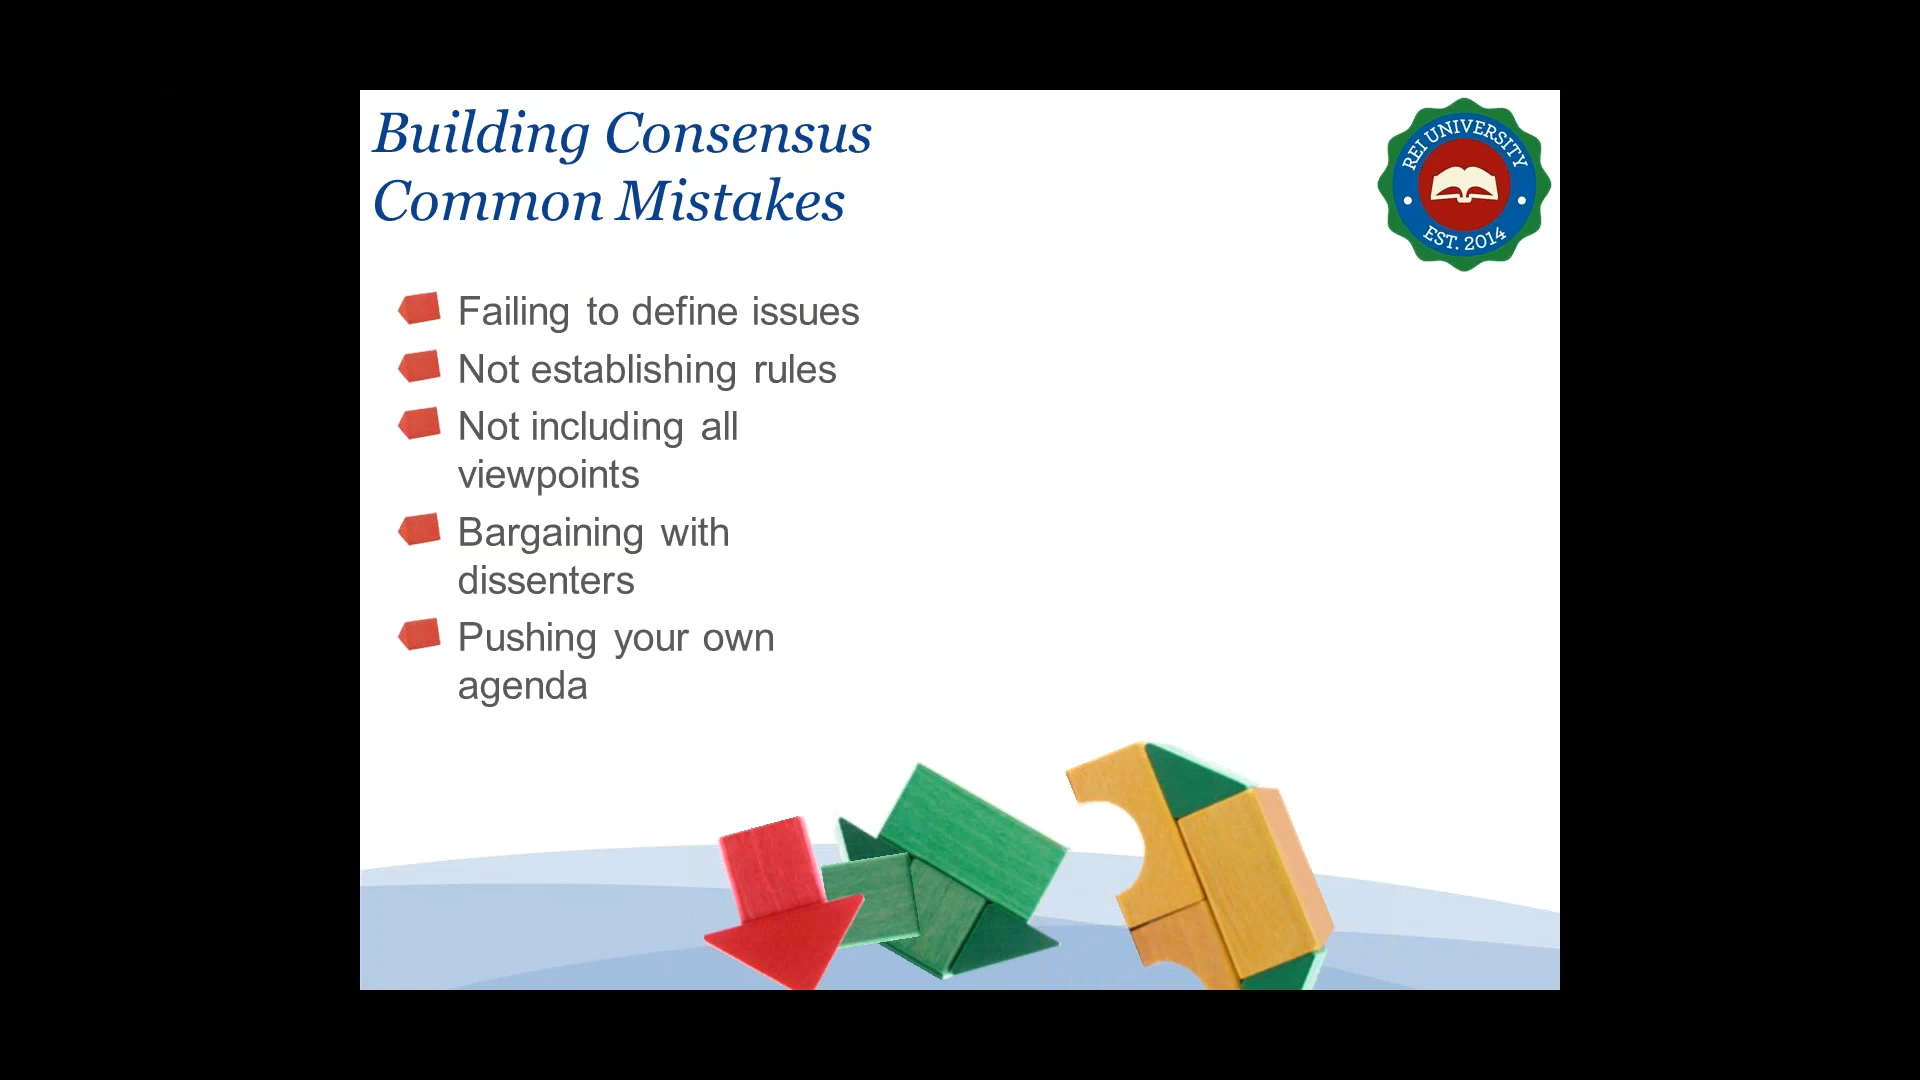 Building Consensus
Common Mistakes
REI UNIVERSITY
EST. 2014
Failing to define issues
Not establishing rules
Not including all
viewpoints
Bargaining with
dissenters
Pushing your own
agenda